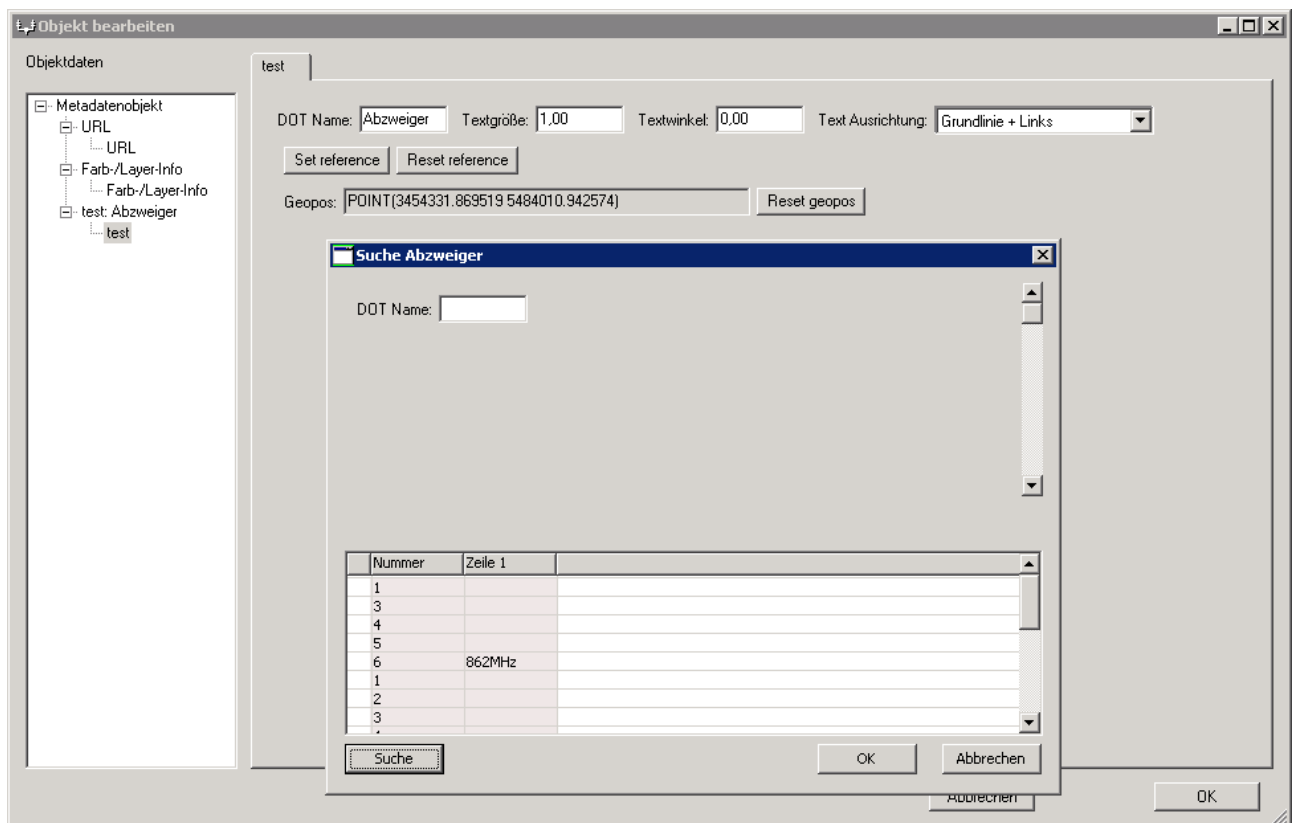 Objekt bearbeiten
Objektdaten
test
Metadatenobjekt
URL
URL
Farb-/Layer-Info
Farb-/Layer-Info
test: Abzweiger
test
DOT Name: Abzweiger Textgröße: 1,00 Textwinkel: 0,00 Text Ausrichtung: Grundlinie + Links
Set reference Reset reference
Geopos: POINT(3454331.869519 5484010.942574) Reset geopos
Suche Abzweiger
DOT Name:
Nummer Zeile 1
1
3
4
5
6 862MHz
1
2
3
Suche OK Abbrechen
Abbrechen OK